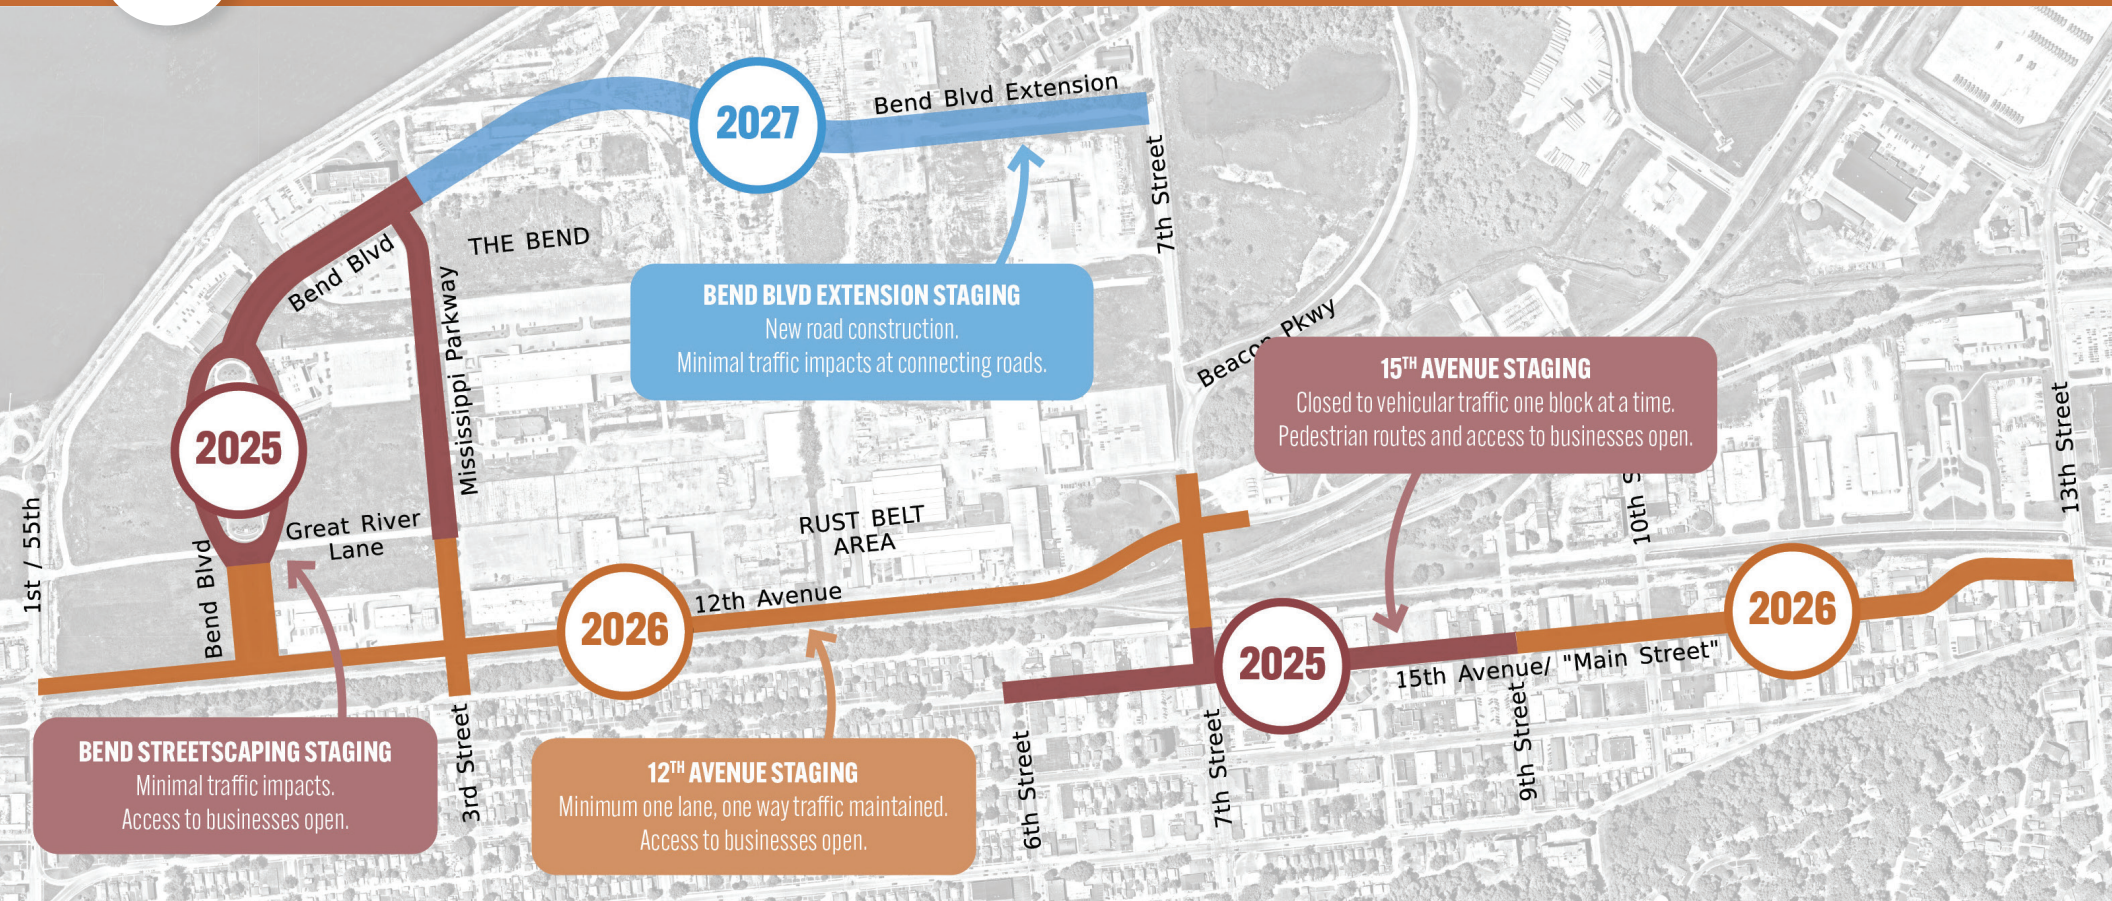 2027
Bend Blvd Extension
7th Street
THE BEND
Bend Blvd
Mississippi Parkway
BEND BLVD EXTENSION STAGING
New road construction.
Minimal traffic impacts at connecting roads.
Beacon Pkwy
15TH AVENUE STAGING
Closed to vehicular traffic one block at a time.
Pedestrian routes and access to businesses open.
2025
1st / 55th
Great River
Lane
Bend Blvd
RUST BELT
AREA
10th S
13th Street
12th Avenue
2026
2025
2026
15th Avenue/ "Main Street"
BEND STREETSCAPING STAGING
Minimal traffic impacts.
Access to businesses open.
3rd Street
12TH AVENUE STAGING
Minimum one lane, one way traffic maintained.
Access to businesses open.
6th Street
7th Street
9th Street